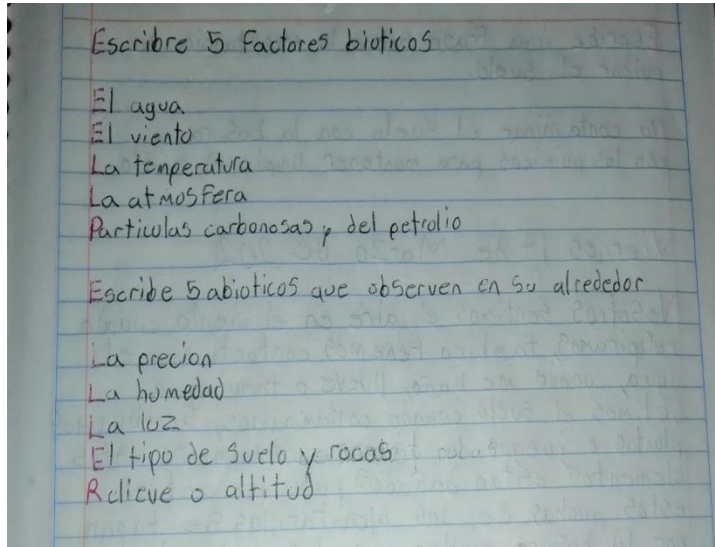 Escribre 5 Factores bioticos
El agua
El viento
La temperatura
La atmosfera
Particulas carbonosas y del petrolio
Escribe 5 abioticos que observen en su alrededor
La precion
La humedad
La luz
El tipo de suelo y rocas
Relieve o altitud